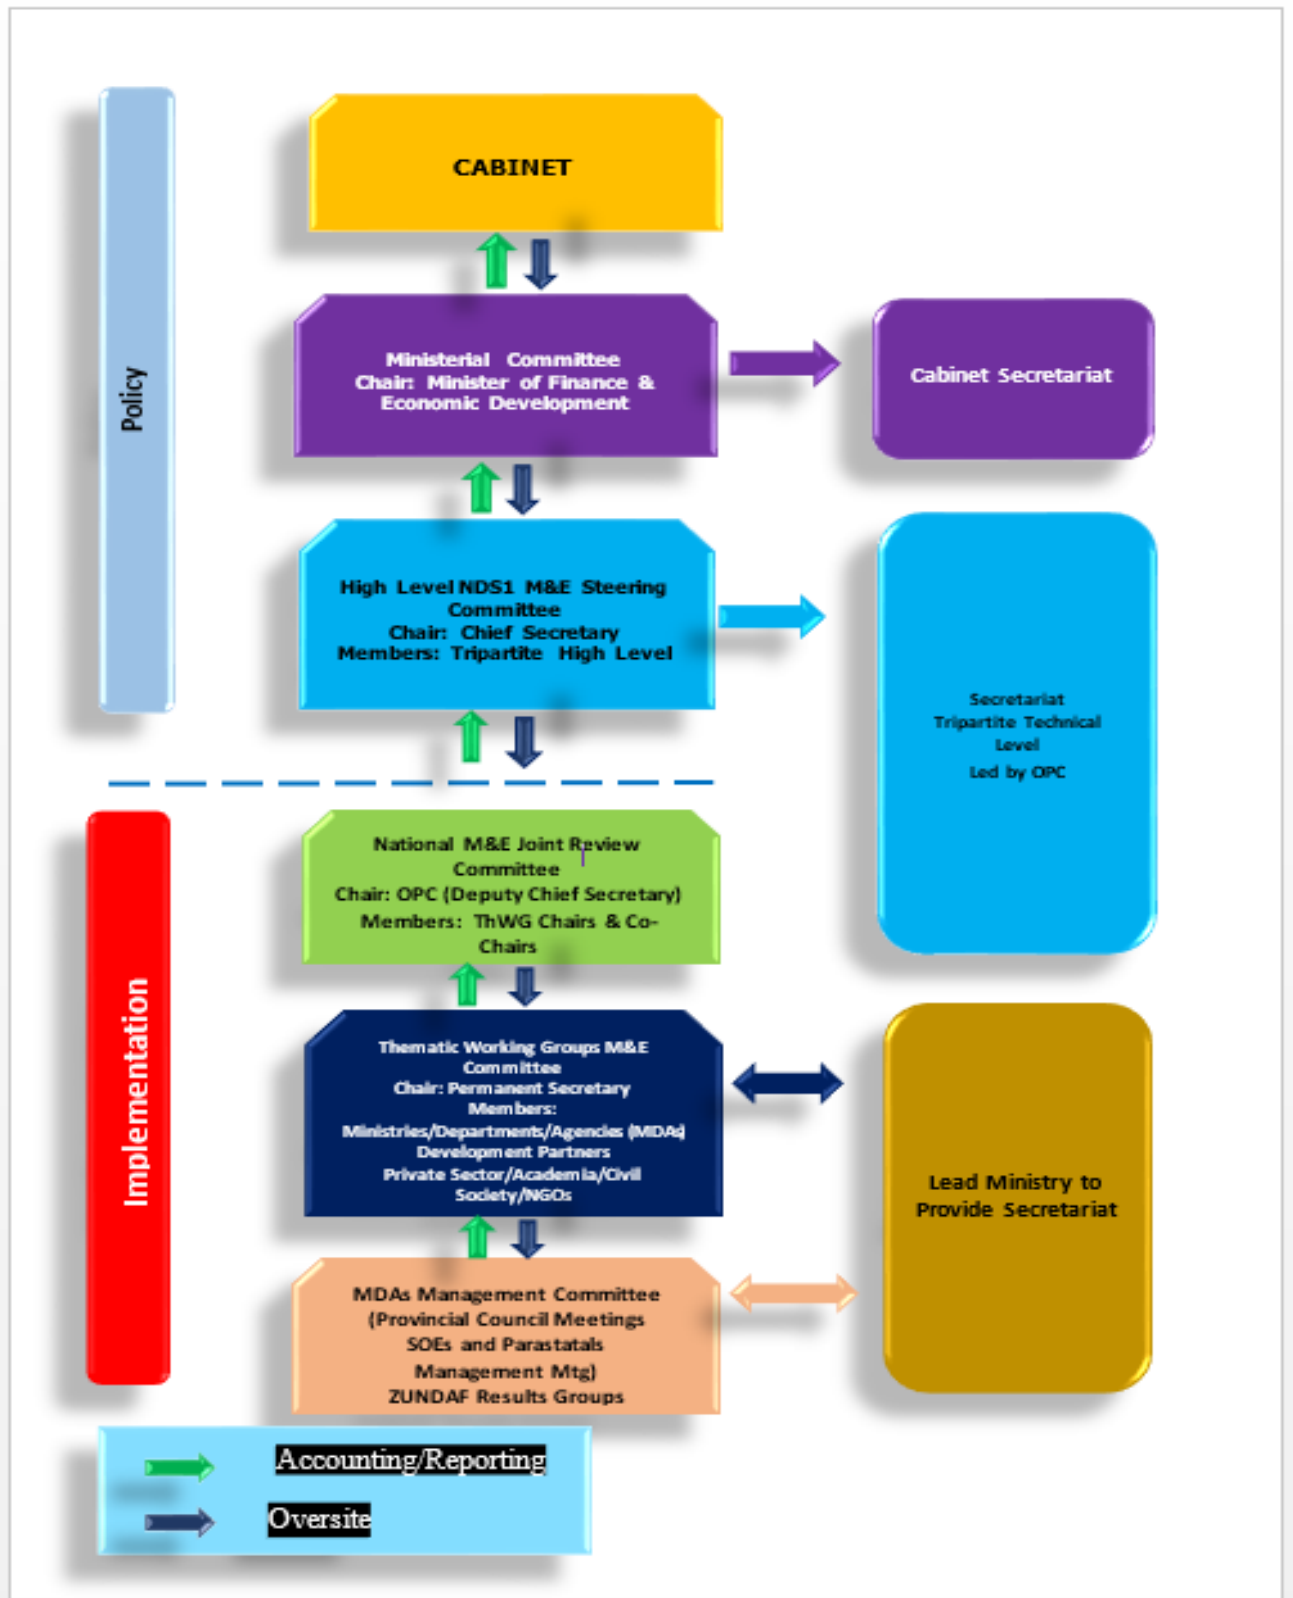 Policy
CABINET
Ministerial Committee
Chair: Minister of Finance &
Economic Development
Cabinet Secretariat
High Level NDS1 M&E Steering
Committee
Chair: Chief Secretary
Members: Tripartite High Level
Secretariat
Tripartite Technical
Level
Led by OPC
Implementation
National M&E Joint Review
Committee
Chair: OPC (Deputy Chief Secretary)
Members: ThWG Chairs & Co-
Chairs
Thematic Working Groups M&E
Committee
Chair: Permanent Secretary
Members:
Ministries/Departments/Agencies (MDAs)
Development Partners
Private Sector/Academia/Civil
Society/NGOs
Lead Ministry to
Provide Secretariat
MDAs Management Committee
(Provincial Council Meetings
SOEs and Parastatals
Management Mtg)
ZUNDAF Results Groups
Accounting/Reporting
Oversite